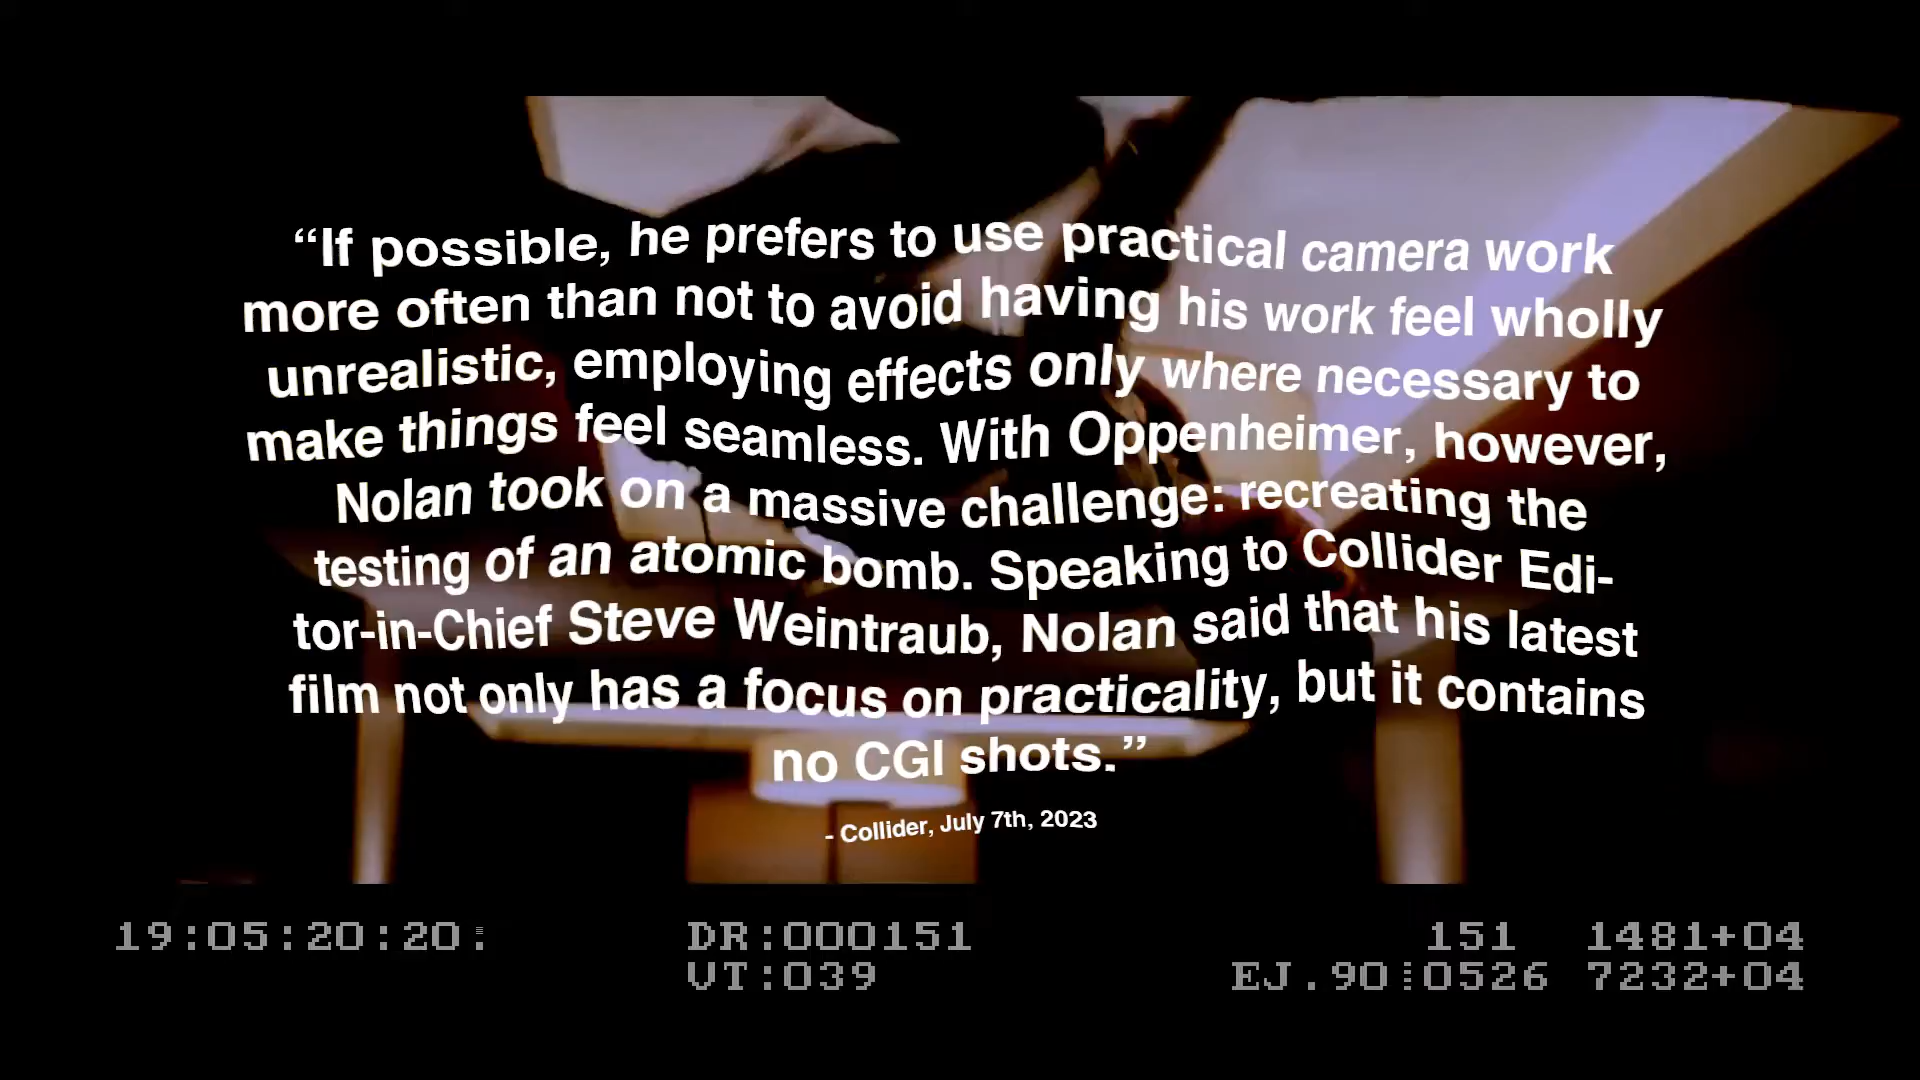 “If possible, he prefers to use practical camera work
more often than not to avoid having his work feel wholly
unrealistic, employing effects only where necessary to
make things feel seamless. With Oppenheimer, however,
Nolan took on a massive challenge: recreating the
testing of an atomic bomb. Speaking to Collider Edi-
tor-in-Chief Steve Weintraub, Nolan said that his latest
film not only has a focus on practicality, but it contains
no CGI shots.”
- Collider, July 7th, 2023
19:05:20:20: DR:000151 151 1481+04
VT:039 EJ.90 0526 7232+04